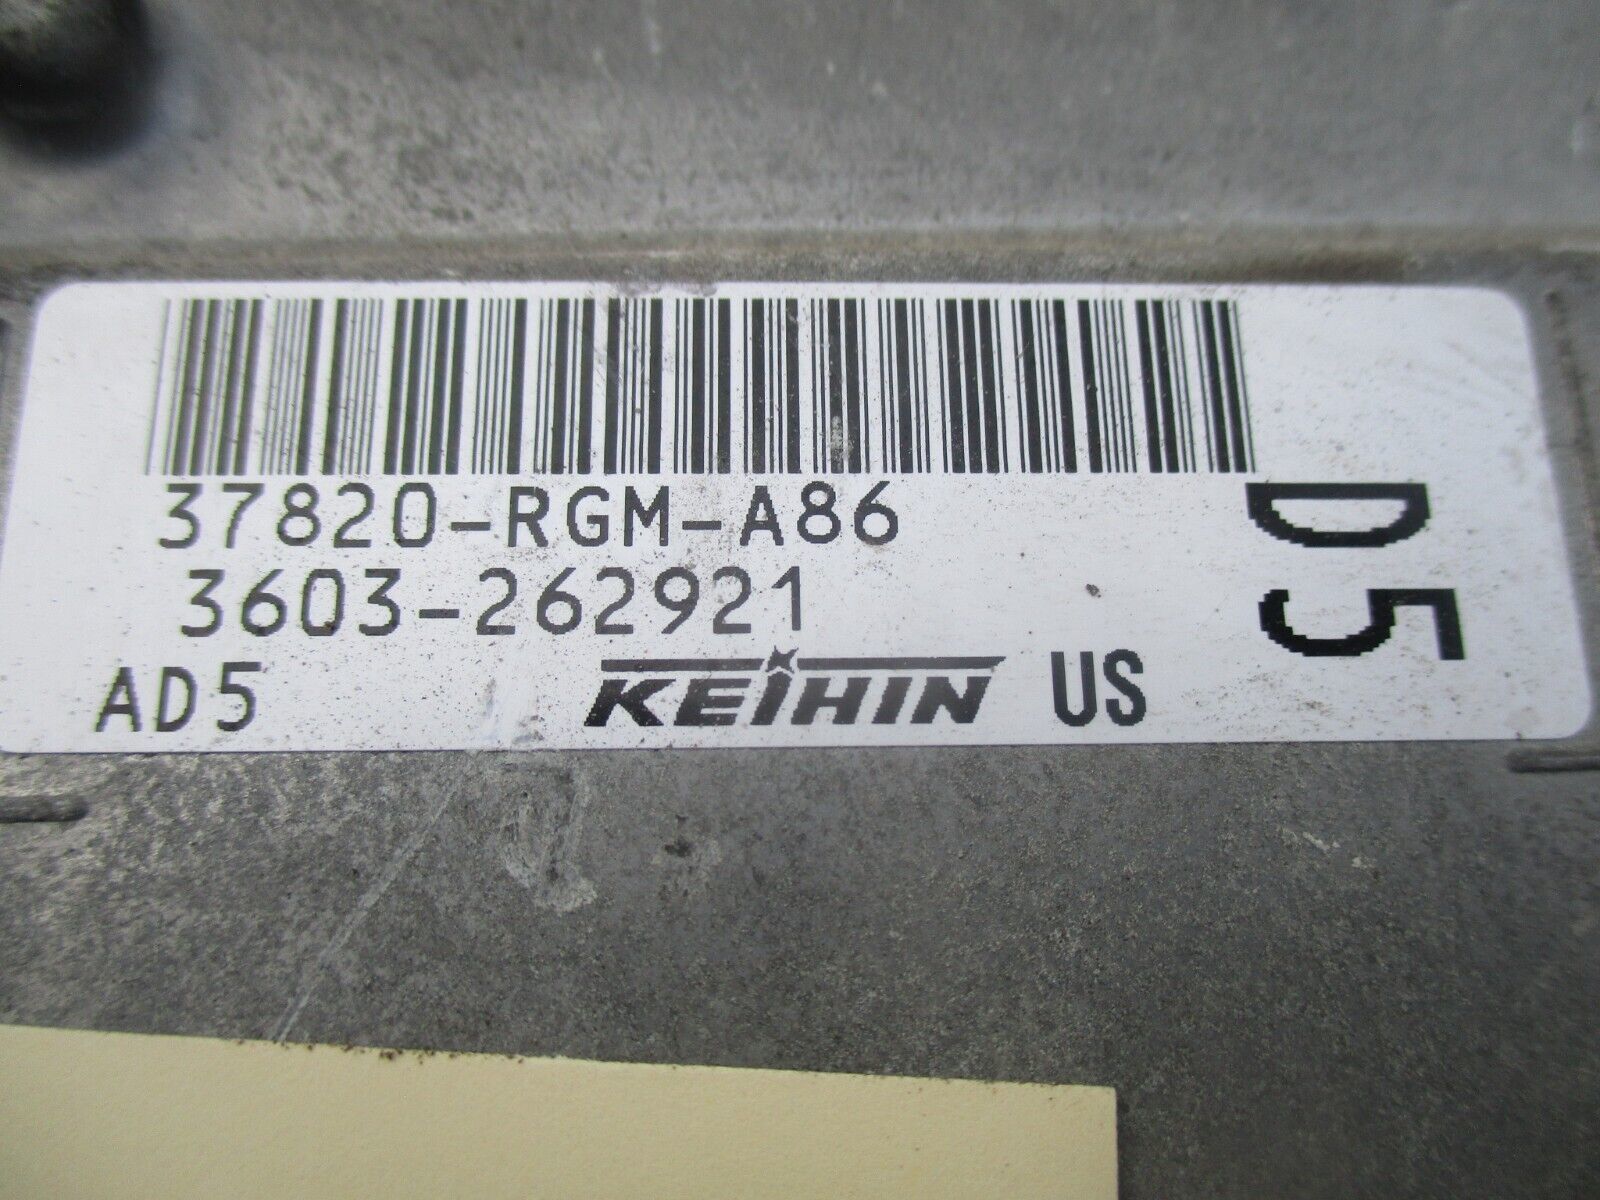 37820-RGM-A86
3603-262921
AD5 KEIHIN US
D5